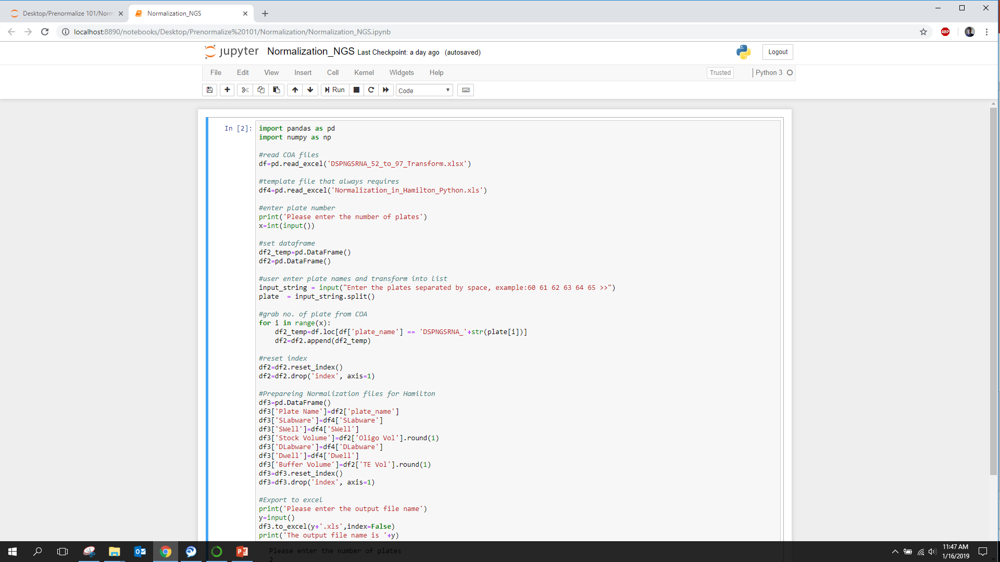 Desktop/Prenormalize 101/Norm
Normalization_NGS
localhost:8890/notebooks/Desktop/Prenormalize%20101/Normalization/Normalization_NGS.ipynb
ABP
jupyter Normalization_NGS Last Checkpoint: a day ago (autosaved)
Logout
File Edit View Insert Cell Kernel Widgets Help
Trusted
Python 3
Run
Code
In [2]:
import pandas as pd
import numpy as np
#read COA files
df=pd.read_excel('DSPNGSRNA_52_to_97_Transform.xlsx')
#template file that always requires
df4=pd.read_excel('Normalization_in_Hamilton_Python.xls')
#enter plate number
print('Please enter the number of plates')
x=int(input())
#set dataframe
df2_temp=pd.DataFrame()
df2=pd.DataFrame()
#user enter plate names and transform into list
input_string = input("Enter the plates separated by space, example:60 61 62 63 64 65 >>")
plate  = input_string.split()
#grab no. of plate from COA
for i in range(x):
    df2_temp=df.loc[df['plate_name'] == 'DSPNGSRNA_'+str(plate[i])]
    df2=df2.append(df2_temp)
#reset index
df2=df2.reset_index()
df2=df2.drop('index', axis=1)
#Prepareing Normalization files for Hamilton
df3=pd.DataFrame()
df3['Plate Name']=df2['plate_name']
df3['SLabware']=df4['SLabware']
df3['SWell']=df4['SWell']
df3['Stock Volume']=df2['Oligo Vol'].round(1)
df3['DLabware']=df4['DLabware']
df3['Dwell']=df4['Dwell']
df3['Buffer Volume']=df2['TE Vol'].round(1)
df3=df3.reset_index()
df3=df3.drop('index', axis=1)
#Export to excel
print('Please enter the output file name')
y=input()
df3.to_excel(y+'.xls',index=False)
print('The output file name is '+y)
Please enter the number of plates
2
11:47 AM
1/16/2019